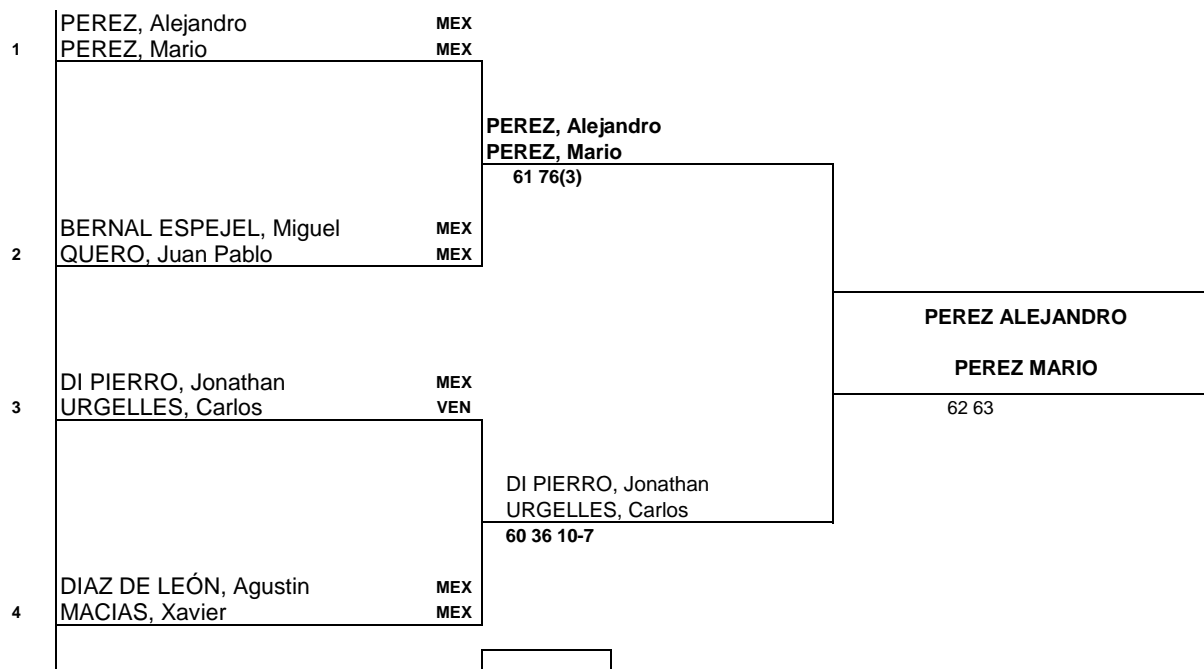 PEREZ, Alejandro MEX
1 PEREZ, Mario MEX
PEREZ, Alejandro
PEREZ, Mario
61 76(3)
BERNAL ESPEJEL, Miguel MEX
2 QUERO, Juan Pablo MEX
PEREZ ALEJANDRO
PEREZ MARIO
DI PIERRO, Jonathan MEX
3 URGELLES, Carlos VEN
62 63
DI PIERRO, Jonathan
URGELLES, Carlos
60 36 10-7
DIAZ DE LEÓN, Agustin MEX
4 MACIAS, Xavier MEX